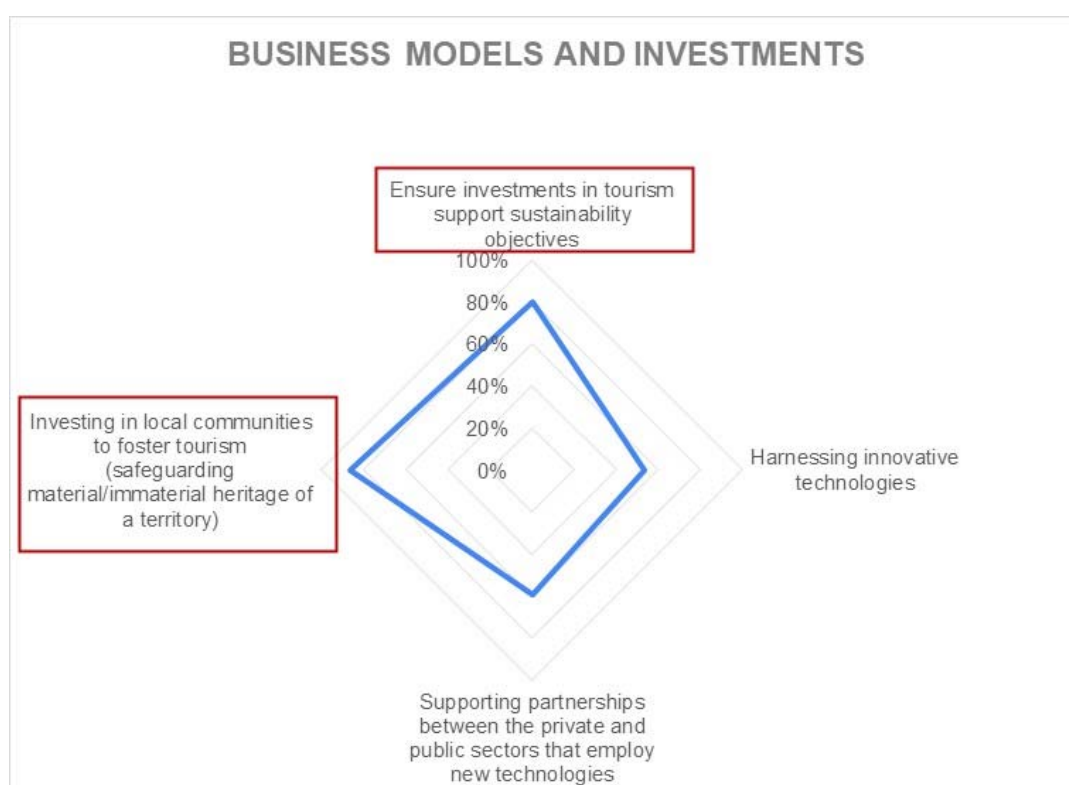 BUSINESS MODELS AND INVESTMENTS
Ensure investments in tourism
support sustainability
objectives
100%
80%
60%
40%
20%
0%
Investing in local communities
to foster tourism
(safeguarding
material/immaterial heritage of
a territory)
Harnessing innovative
technologies
Supporting partnerships
between the private and
public sectors that employ
new technologies